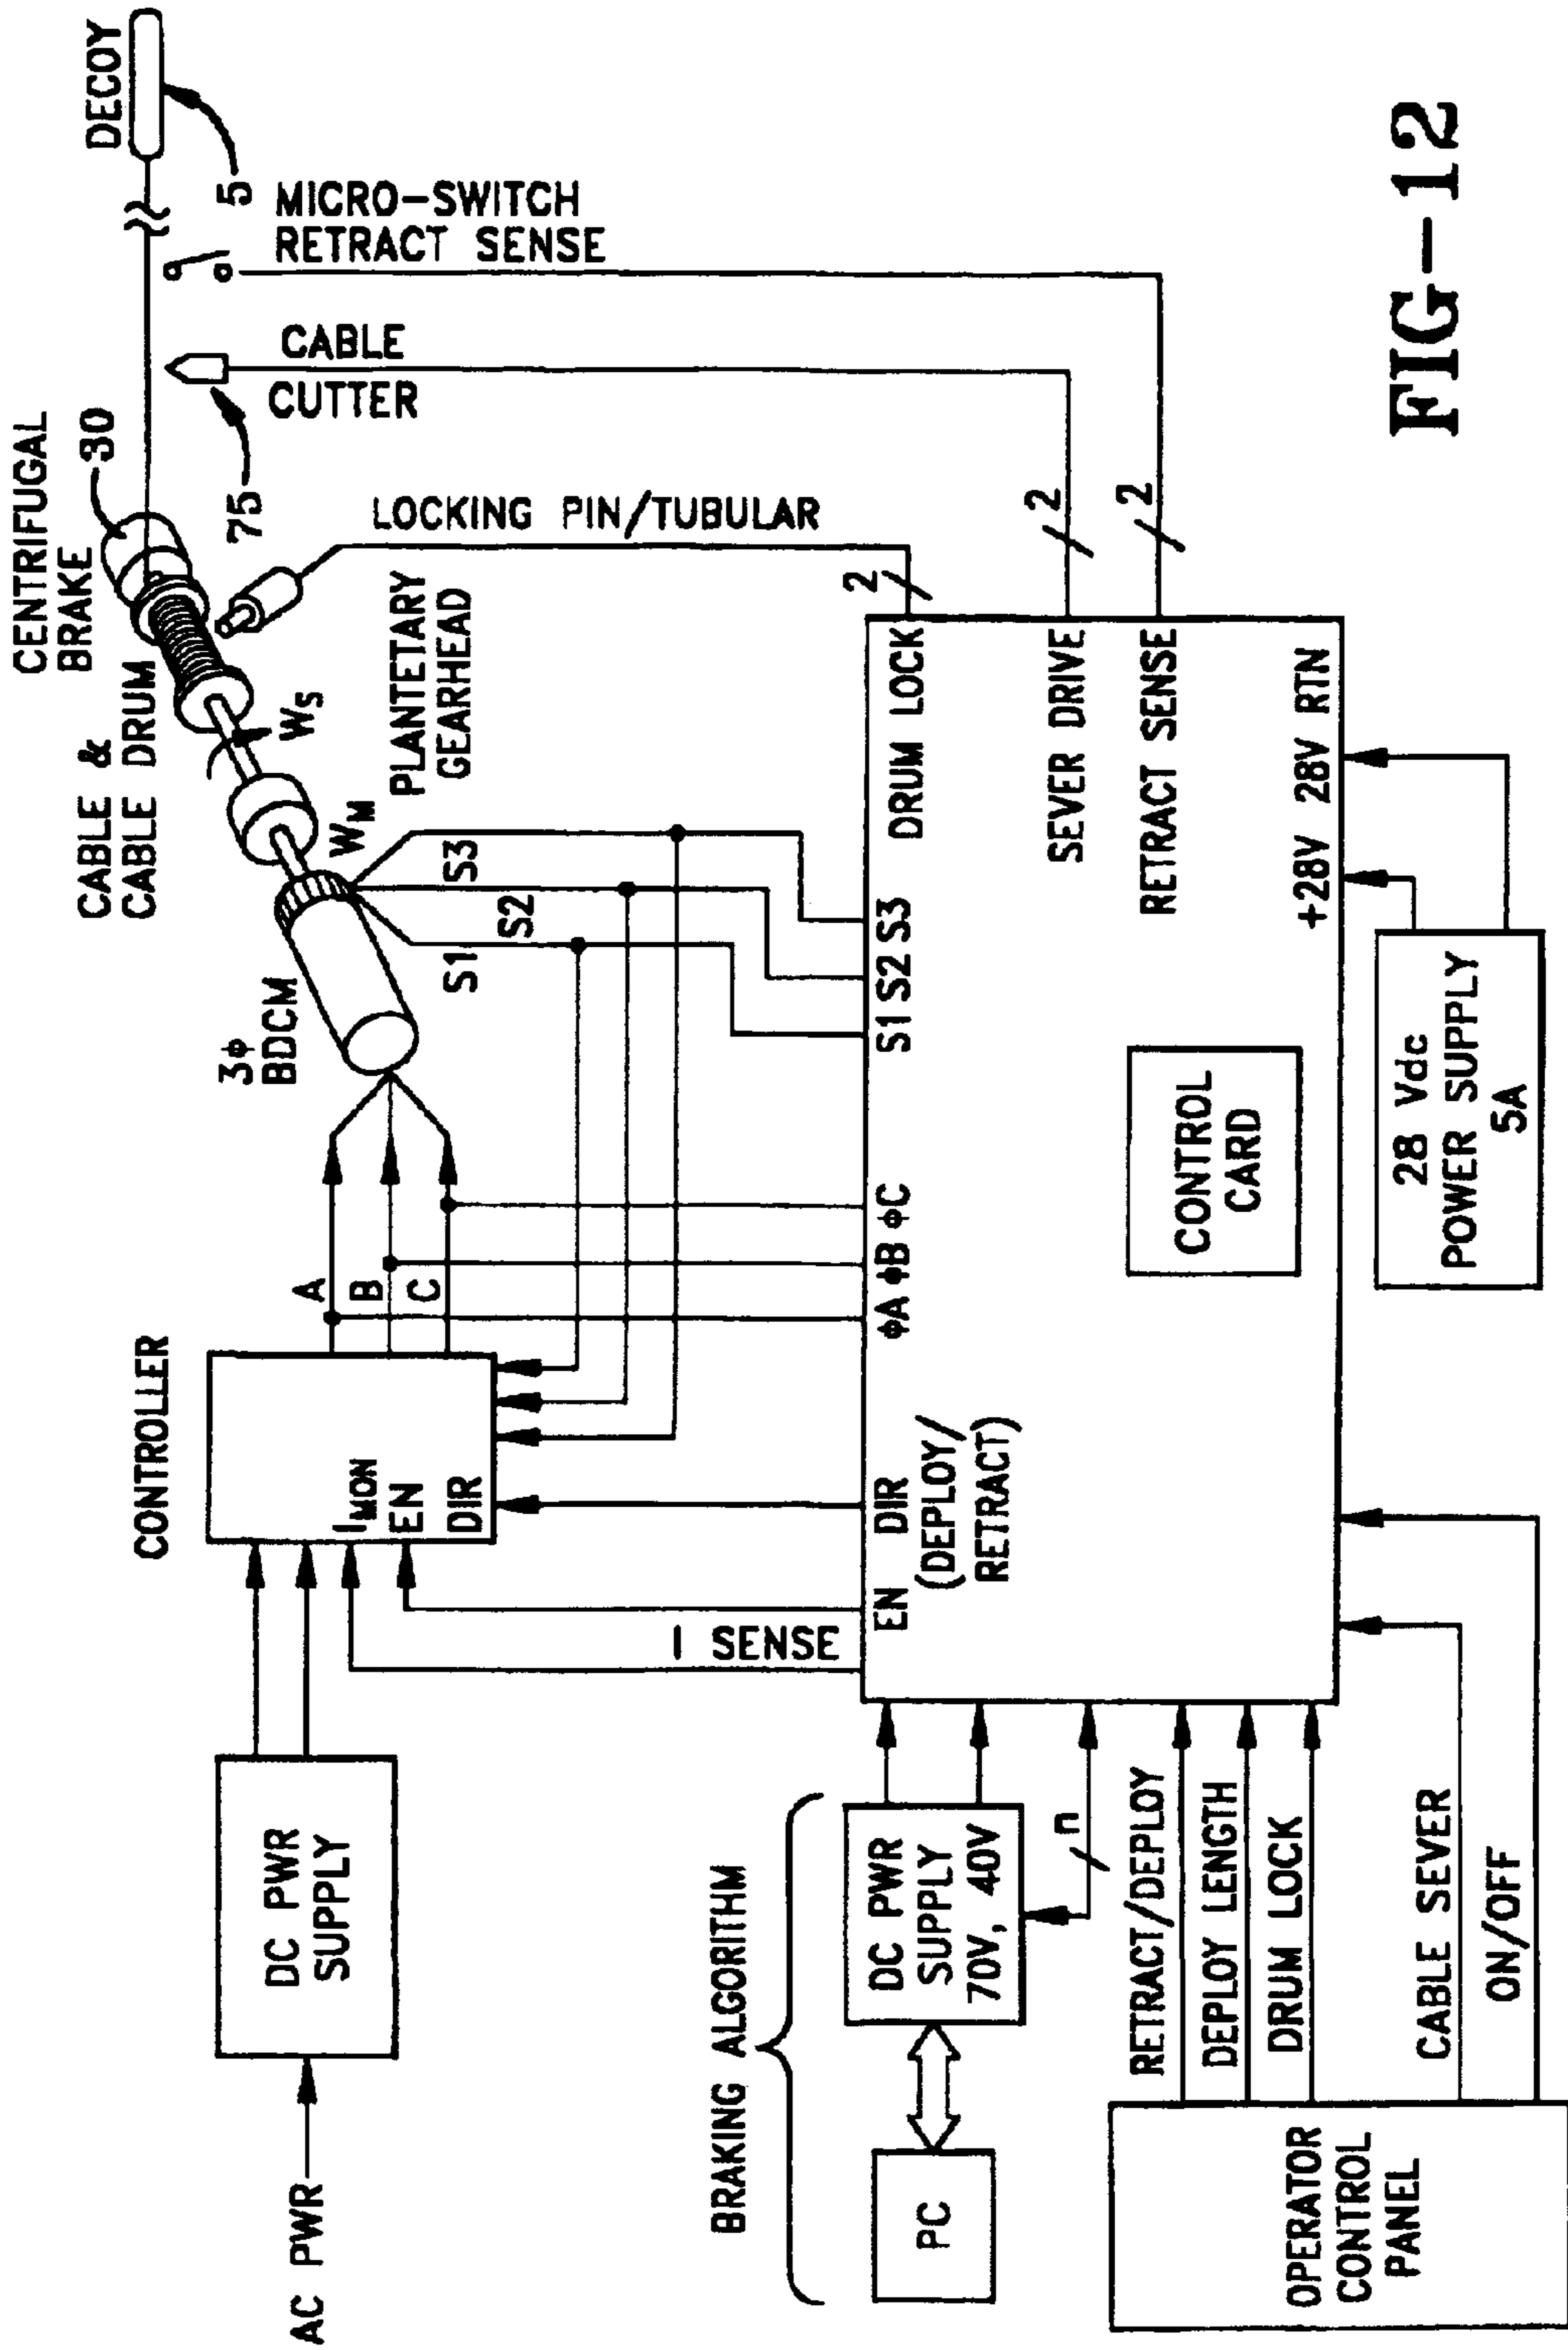 CENTRIFUGAL
BRAKE
30
CABLE &
CABLE DRUM
DECOY
5
MICRO-SWITCH
RETRACT SENSE
CABLE
CUTTER
75
LOCKING PIN/TUBULAR
PLANTETARY
GEARHEAD
WS
WM
3ϕ
BDCM
S1
S2
S3
CONTROLLER
A
B
C
IMON
EN
DIR
AC PWR
DC PWR
SUPPLY
I SENSE
EN
DIR
(DEPLOY/
RETRACT)
ϕA ϕB ϕC
S1 S2 S3
DRUM LOCK
2
SEVER DRIVE
2
RETRACT SENSE
2
+28V 28V RTN
CONTROL
CARD
BRAKING ALGORITHM
PC
DC PWR
SUPPLY
70V, 40V
n
RETRACT/DEPLOY
DEPLOY LENGTH
DRUM LOCK
CABLE SEVER
ON/OFF
OPERATOR
CONTROL
PANEL
28 Vdc
POWER SUPPLY
5A
FIG-12